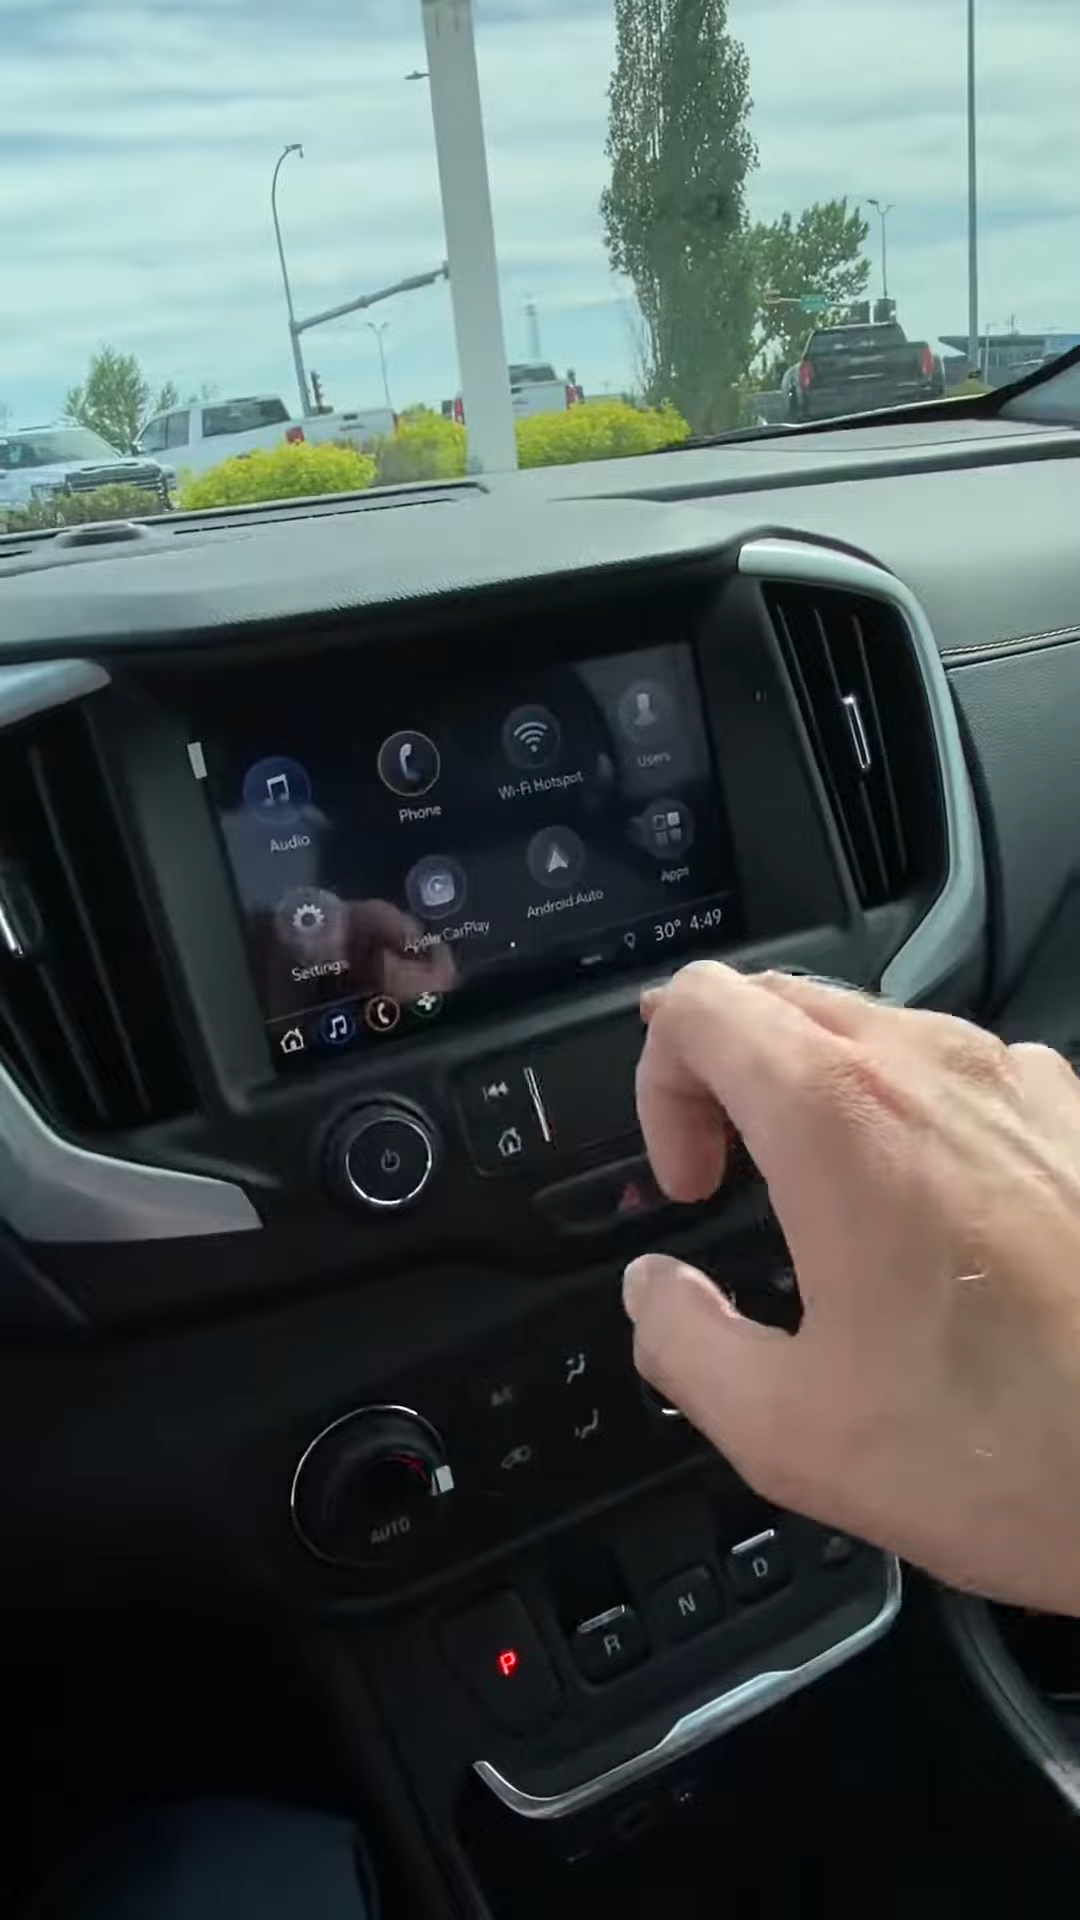 Audio
Phone
Wi-Fi Hotspot
Users
Settings
Apple CarPlay
Android Auto
Apps
30° 4:49
AUTO
P
R
N
D